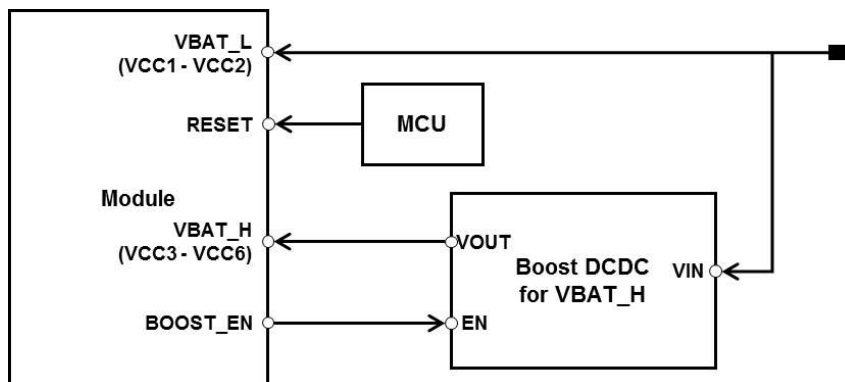 VBAT_L
(VCC1 - VCC2)
RESET
MCU
Module
VBAT_H
(VCC3 - VCC6)
VOUT
Boost DCDC
for VBAT_H
VIN
BOOST_EN
EN